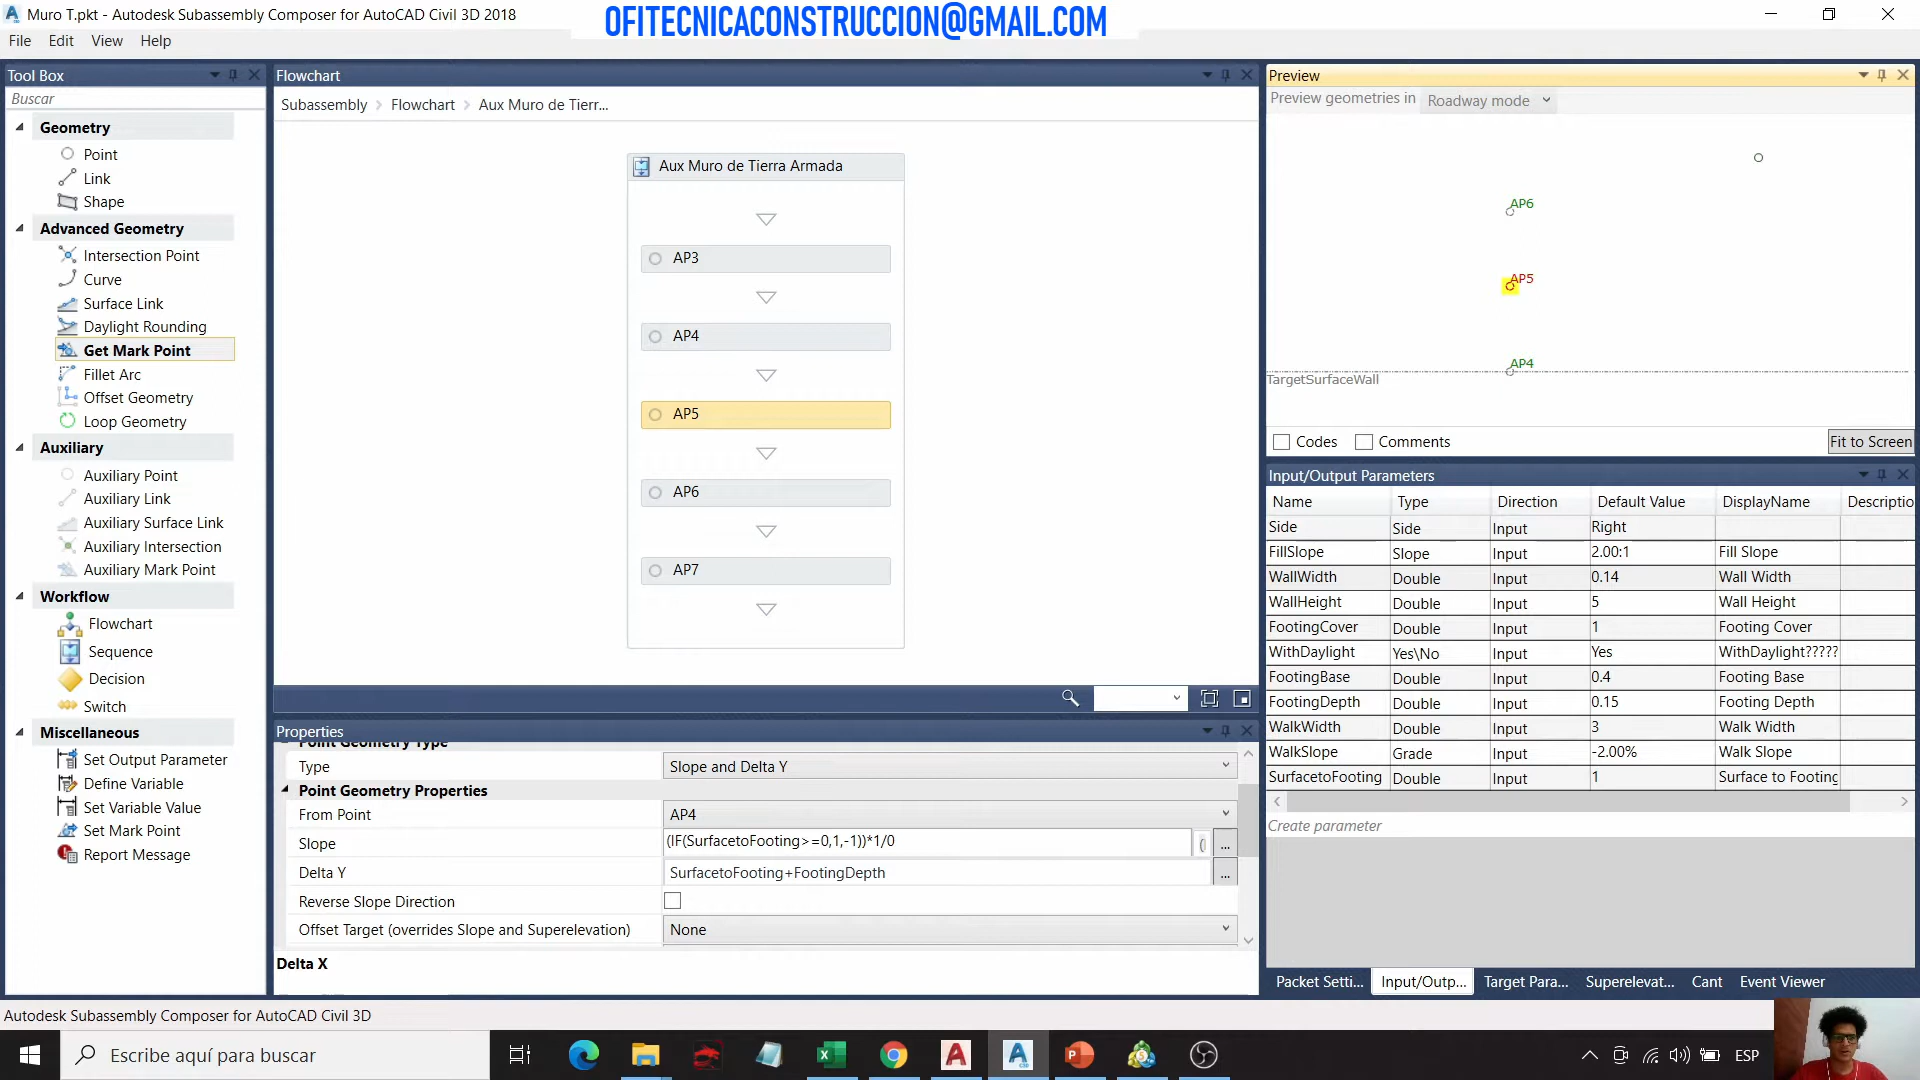 Muro T.pkt - Autodesk Subassembly Composer for AutoCAD Civil 3D 2018
OFITECNICACONSTRUCCION@GMAIL.COM
File Edit View Help
Tool Box
Buscar
Geometry
Point
Link
Shape
Advanced Geometry
Intersection Point
Curve
Surface Link
Daylight Rounding
Get Mark Point
Fillet Arc
Offset Geometry
Loop Geometry
Auxiliary
Auxiliary Point
Auxiliary Link
Auxiliary Surface Link
Auxiliary Intersection
Auxiliary Mark Point
Workflow
Flowchart
Sequence
Decision
Switch
Miscellaneous
Set Output Parameter
Define Variable
Set Variable Value
Set Mark Point
Report Message
Flowchart
Subassembly > Flowchart > Aux Muro de Tierr...
Aux Muro de Tierra Armada
AP3
AP4
AP5
AP6
AP7
Properties
Point Geometry Type
Type Slope and Delta Y
Point Geometry Properties
From Point AP4
Slope (IF(SurfacetoFooting>=0,1,-1))*1/0 ...
Delta Y SurfacetoFooting+FootingDepth ...
Reverse Slope Direction
Offset Target (overrides Slope and Superelevation) None
Delta X
Preview
Preview geometries in Roadway mode
AP6
AP5
AP4
TargetSurfaceWall
Codes Comments Fit to Screen
Input/Output Parameters
Name Type Direction Default Value DisplayName Descriptio
Side Side Input Right
FillSlope Slope Input 2.00:1 Fill Slope
WallWidth Double Input 0.14 Wall Width
WallHeight Double Input 5 Wall Height
FootingCover Double Input 1 Footing Cover
WithDaylight Yes\No Input Yes WithDaylight?????
FootingBase Double Input 0.4 Footing Base
FootingDepth Double Input 0.15 Footing Depth
WalkWidth Double Input 3 Walk Width
WalkSlope Grade Input -2.00% Walk Slope
SurfacetoFooting Double Input 1 Surface to Footing
Create parameter
Packet Setti... Input/Outp... Target Para... Superelevat... Cant Event Viewer
Autodesk Subassembly Composer for AutoCAD Civil 3D
Escribe aquí para buscar
ESP